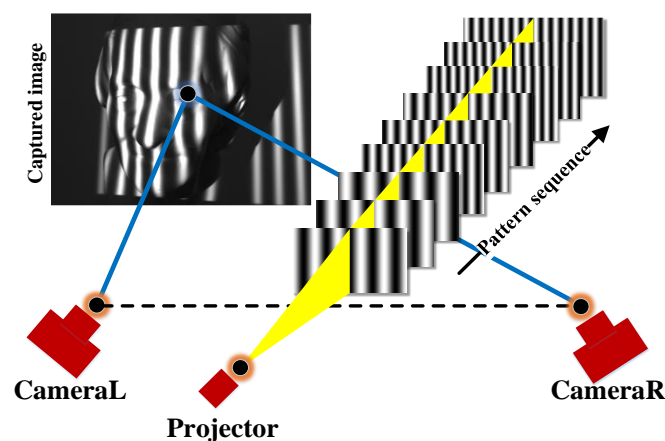 Captured image
Pattern sequence
CameraL
CameraR
Projector